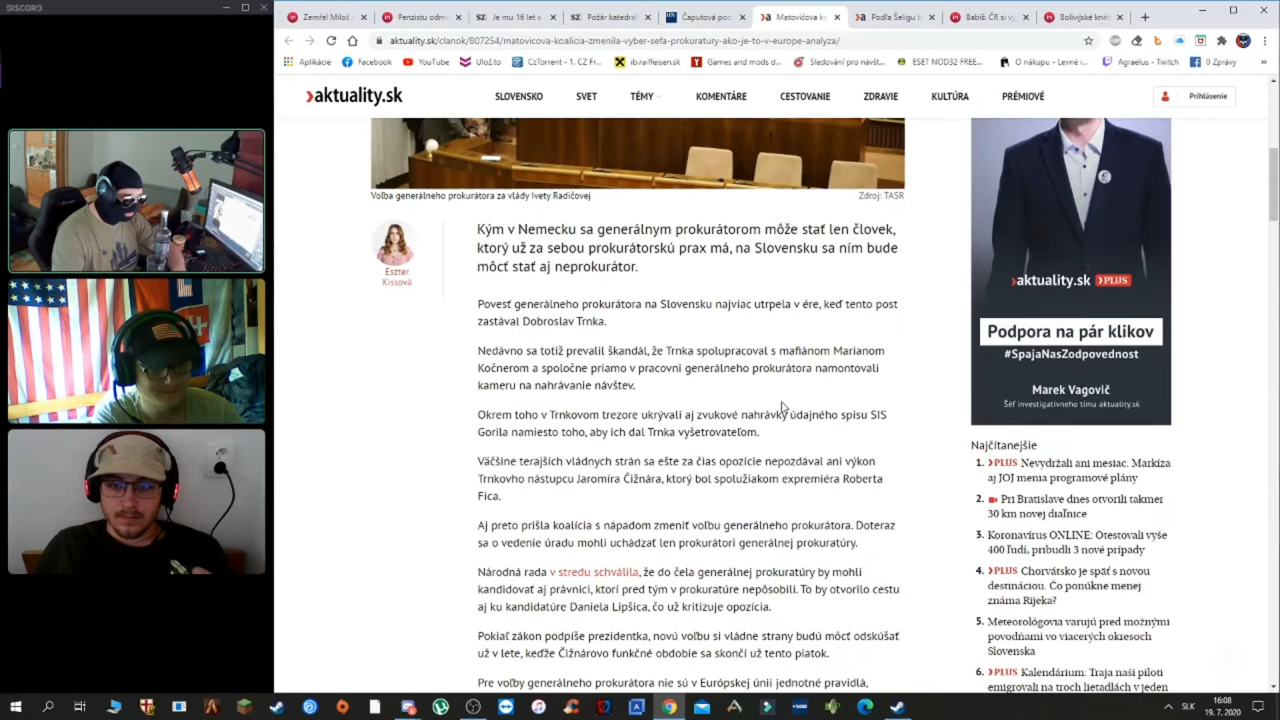 DISCORD
Zemřel Miloš J
Penzistu odm
Je mu 16 let a
Požár katedrál
Čaputová pod
Matovičova ko
Podľa Šeligu b
Babiš: ČR si v
Bolivijské kněz
aktuality.sk/clanok/807254/matovicova-koalicia-zmenila-vyber-sefa-prokuratury-ako-je-to-v-europe-analyza/
Aplikácie
Facebook
YouTube
Ulož.to
CzTorrent - 1. CZ Fr...
ib.raiffeisen.sk
Games and mods d...
Sledování pro návšt...
ESET NOD32 FREE...
O nákupu - Levné i...
Agraelus - Twitch
0 Zprávy
aktuality.sk
SLOVENSKO
SVET
TÉMY
KOMENTÁRE
CESTOVANIE
ZDRAVIE
KULTÚRA
PRÉMIOVÉ
Prihlásenie
Voľba generálneho prokurátora za vlády Ivety Radičovej
Zdroj: TASR
Eszter
Kissová
Kým v Nemecku sa generálnym prokurátorom môže stať len človek,
ktorý už za sebou prokurátorskú prax má, na Slovensku sa ním bude
môcť stať aj neprokurátor.
Povesť generálneho prokurátora na Slovensku najviac utrpela v ére, keď tento post
zastával Dobroslav Trnka.
Nedávno sa totiž prevalil škandál, že Trnka spolupracoval s mafiánom Marianom
Kočnerom a spoločne priamo v pracovni generálneho prokurátora namontovali
kameru na nahrávanie návštev.
Okrem toho v Trnkovom trezore ukrývali aj zvukové nahrávky údajného spisu SIS
Gorila namiesto toho, aby ich dal Trnka vyšetrovateľom.
Väčšine terajších vládnych strán sa ešte za čias opozície nepozdával ani výkon
Trnkovho nástupcu Jaromíra Čižnára, ktorý bol spolužiakom expremiéra Roberta
Fica.
Aj preto prišla koalícia s nápadom zmeniť voľbu generálneho prokurátora. Doteraz
sa o vedenie úradu mohli uchádzať len prokurátori generálnej prokuratúry.
Národná rada v stredu schválila, že do čela generálnej prokuratúry by mohli
kandidovať aj právnici, ktorí pred tým v prokuratúre nepôsobili. To by otvorilo cestu
aj ku kandidatúre Daniela Lipšica, čo už kritizuje opozícia.
Pokiaľ zákon podpíše prezidentka, novú voľbu si vládne strany budú môcť odskúšať
už v lete, keďže Čižnárovo funkčné obdobie sa skončí už tento piatok.
Pre voľby generálneho prokurátora nie sú v Európskej únii jednotné pravidlá,
aktuality.sk PLUS
Podpora na pár klikov
#SpajaNasZodpovednost
Marek Vagovič
Šéf investigatívneho tímu aktuality.sk
Najčítanejšie
1. PLUS Nevydržali ani mesiac. Markíza
aj JOJ menia programové plány
2. Pri Bratislave dnes otvorili takmer
30 km novej diaľnice
3. Koronavírus ONLINE: Otestovali vyše
400 ľudí, pribudli 3 nové prípady
4. PLUS Chorvátsko je späť s novou
destináciou. Čo ponúkne menej
známa Rijeka?
5. Meteorológovia varujú pred možnými
povodňami vo viacerých okresoch
Slovenska
6. PLUS Kalendárium: Traja naši piloti
emigrovali na troch lietadlách v jeden
SLK
16:08
19. 7. 2020